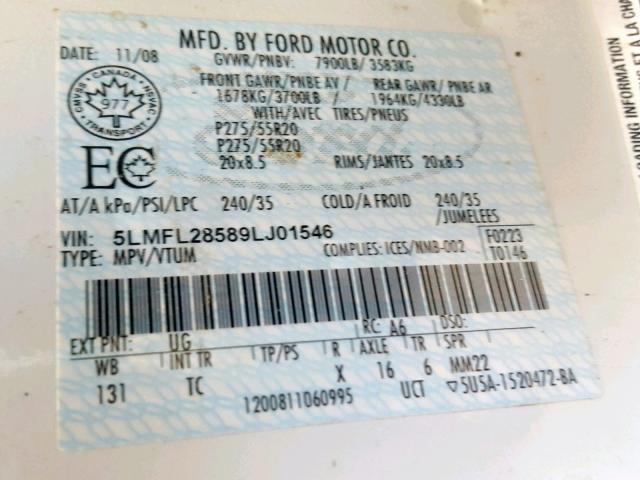 MFD. BY FORD MOTOR CO.
DATE: 11/08
GVWR/PNBV: 7900LB/ 3583KG
FRONT GAWR/PNBE AV / REAR GAWR/ PNBE AR
1678KG/3700LB 1964KG/4330LB
WITH/AVEC TIRES/PNEUS
P275/55R20
P275/55R20
20x8.5 RIMS/JANTES 20x8.5
CANADA
CMVSS 977 NSVAC
TRANSPORT
EC
AT/A kPa/PSI/LPC 240/35 COLD/A FROID 240/35
/JUMELEES
VIN: 5LMFL28589LJ01546
TYPE: MPV/VTUM COMPLIES: ICES/NMB-002
F0223
T0146
EXT PNT: UG RC: A6 DSO:
WB INT TR TP/PS R AXLE TR SPR
131 TC X 16 6 MM22
1200811060995 UCT 5U5A-1520472-BA
LOADING INFORMATION
ET A LA CHA